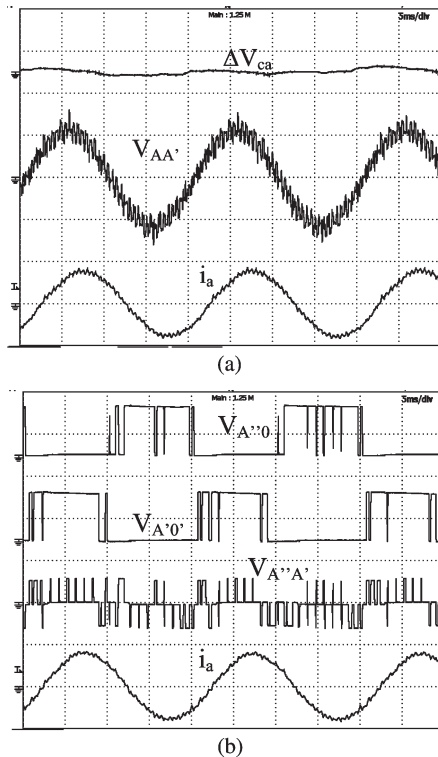 Main : 1.25 M
5ms/div
ΔVca
VAA'
ia
(a)
Main : 1.25 M
5ms/div
VA''0
VA'0'
VA''A'
ia
(b)